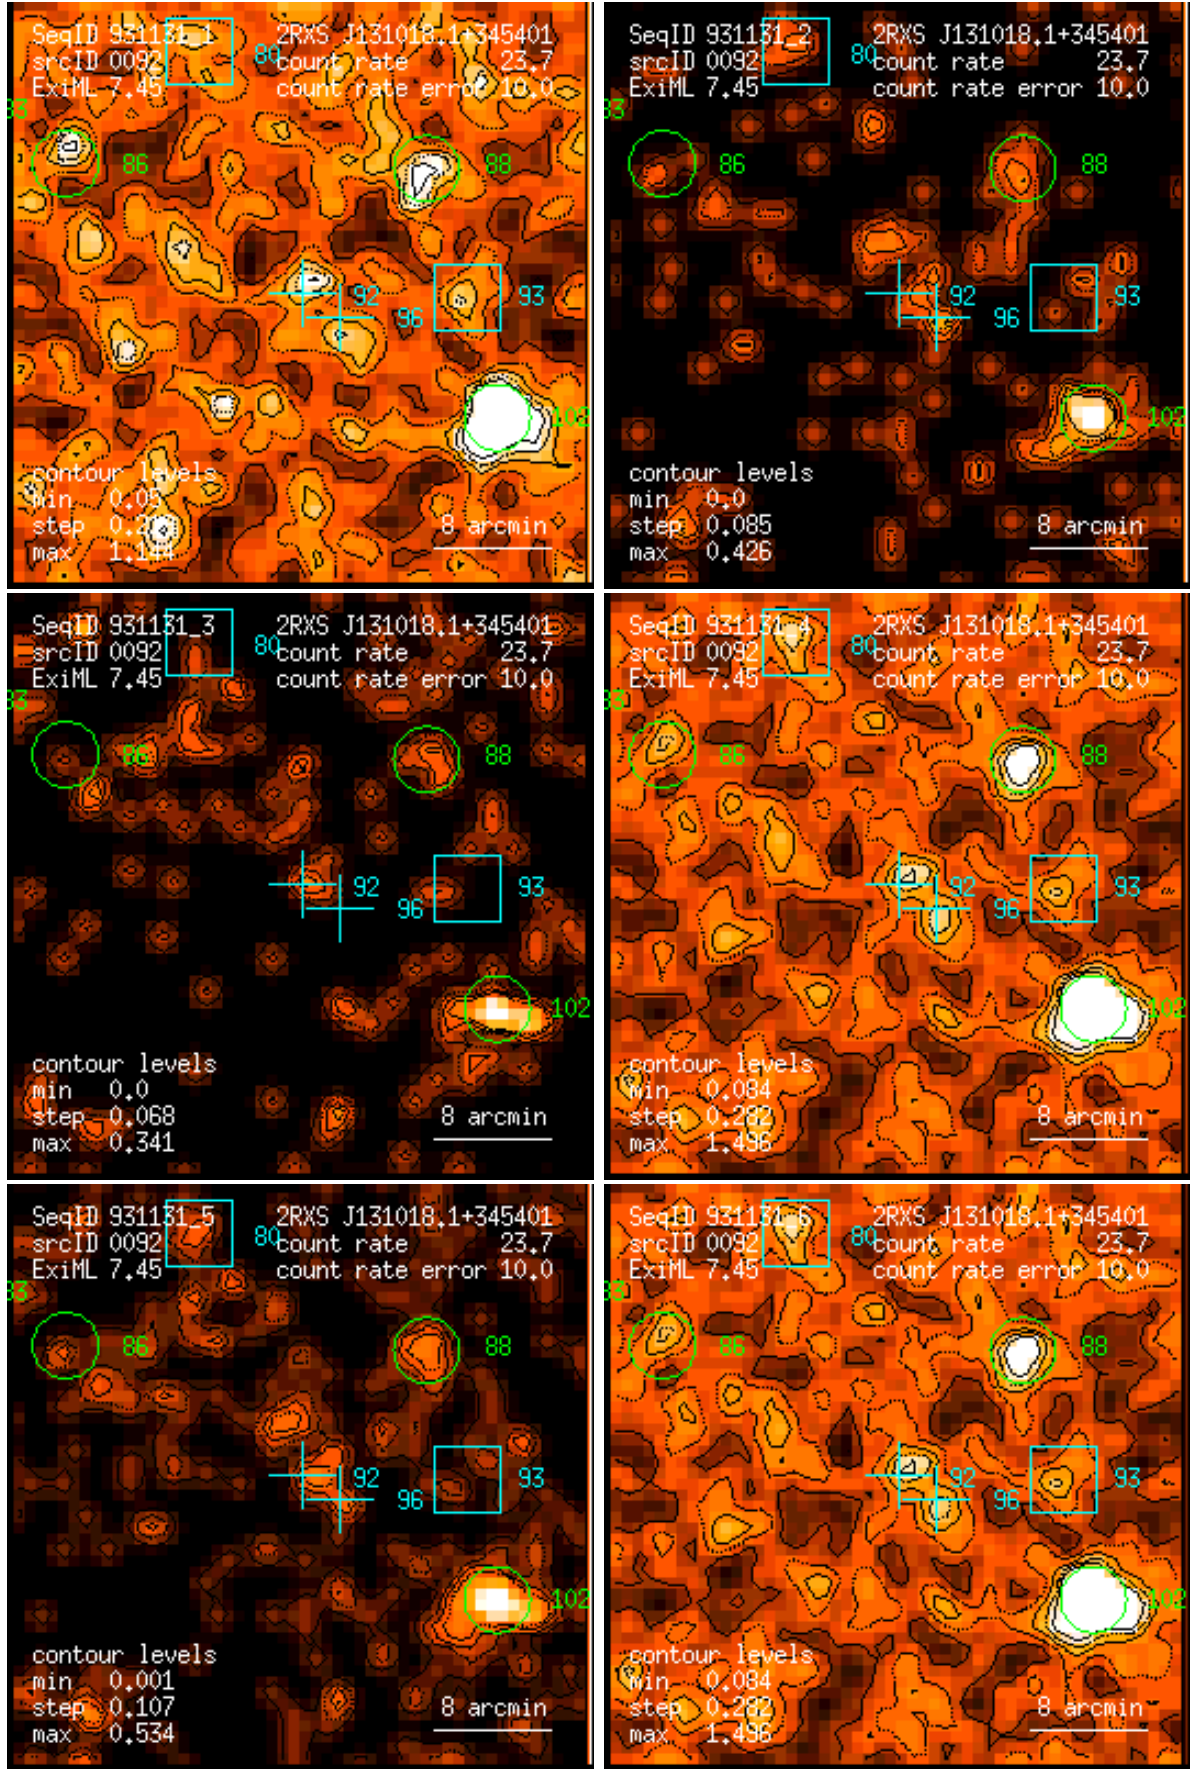 SeqID 931131_1 2RXS J131018.1+345401
srcID 0092 80 count rate 23.7
ExiML 7.45 count rate error 10.0
83
86 88
92 93
96
102
contour levels
min 0.05
step
max 1.144
8 arcmin
SeqID 931131_2 2RXS J131018.1+345401
srcID 0092 80 count rate 23.7
ExiML 7.45 count rate error 10.0
83
86 88
92 93
96
102
contour levels
min 0.0
step 0.085
max 0.426
8 arcmin
SeqID 931131_3 2RXS J131018.1+345401
srcID 0092 80 count rate 23.7
ExiML 7.45 count rate error 10.0
83
86 88
92 93
96
102
contour levels
min 0.0
step 0.068
max 0.341
8 arcmin
SeqID 931131_4 2RXS J131018.1+345401
srcID 0092 80 count rate 23.7
ExiML 7.45 count rate error 10.0
83
86 88
92 93
96
102
contour levels
min 0.084
step 0.282
max 1.496
8 arcmin
SeqID 931131_5 2RXS J131018.1+345401
srcID 0092 80 count rate 23.7
ExiML 7.45 count rate error 10.0
83
86 88
92 93
96
102
contour levels
min 0.001
step 0.107
max 0.534
8 arcmin
SeqID 931131_6 2RXS J131018.1+345401
srcID 0092 80 count rate 23.7
ExiML 7.45 count rate error 10.0
83
86 88
92 93
96
102
contour levels
min 0.084
step 0.282
max 1.496
8 arcmin